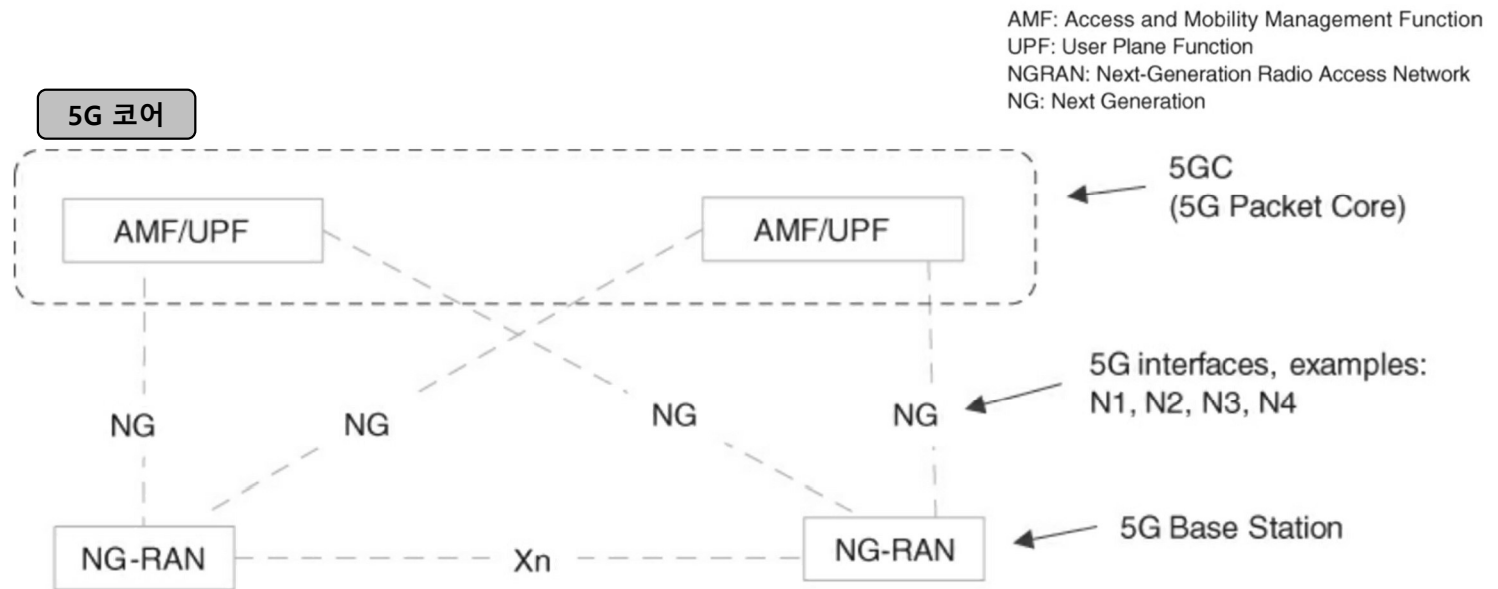 AMF: Access and Mobility Management Function
UPF: User Plane Function
NGRAN: Next-Generation Radio Access Network
NG: Next Generation
5G 코어
5GC
(5G Packet Core)
AMF/UPF
AMF/UPF
5G interfaces, examples:
N1, N2, N3, N4
NG
NG
NG
NG
5G Base Station
NG-RAN
Xn
NG-RAN